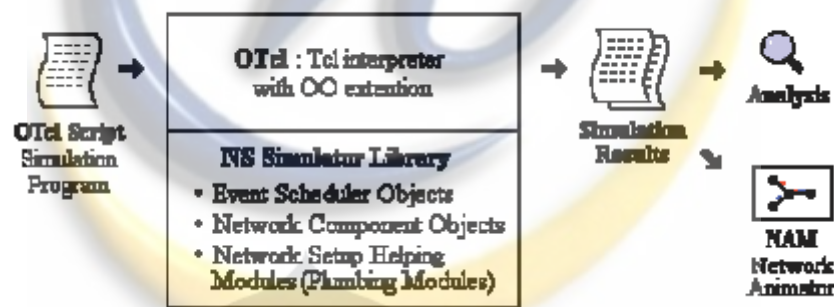 OTcl Script
Simulation
Program
OTcl : Tcl interpreter
with OO extention
NS Simulator Library
• Event Scheduler Objects
• Network Component Objects
• Network Setup Helping
Modules (Plumbing Modules)
Simulation
Results
Analysis
NAM
Network
Animator